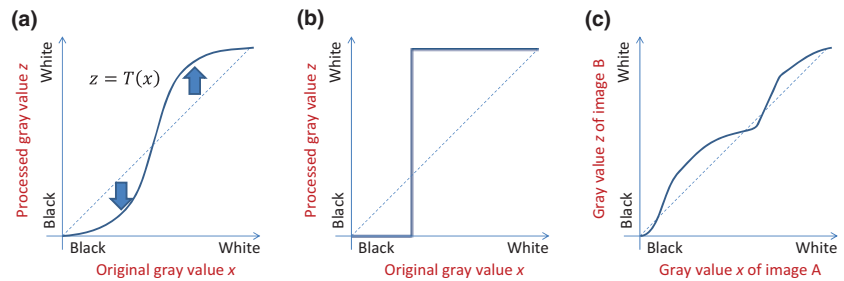 (a)
White
z = T(x)
Processed gray value z
Black
Black White
Original gray value x
(b)
White
Processed gray value z
Black
Black White
Original gray value x
(c)
White
Gray value z of image B
Black
Black White
Gray value x of image A